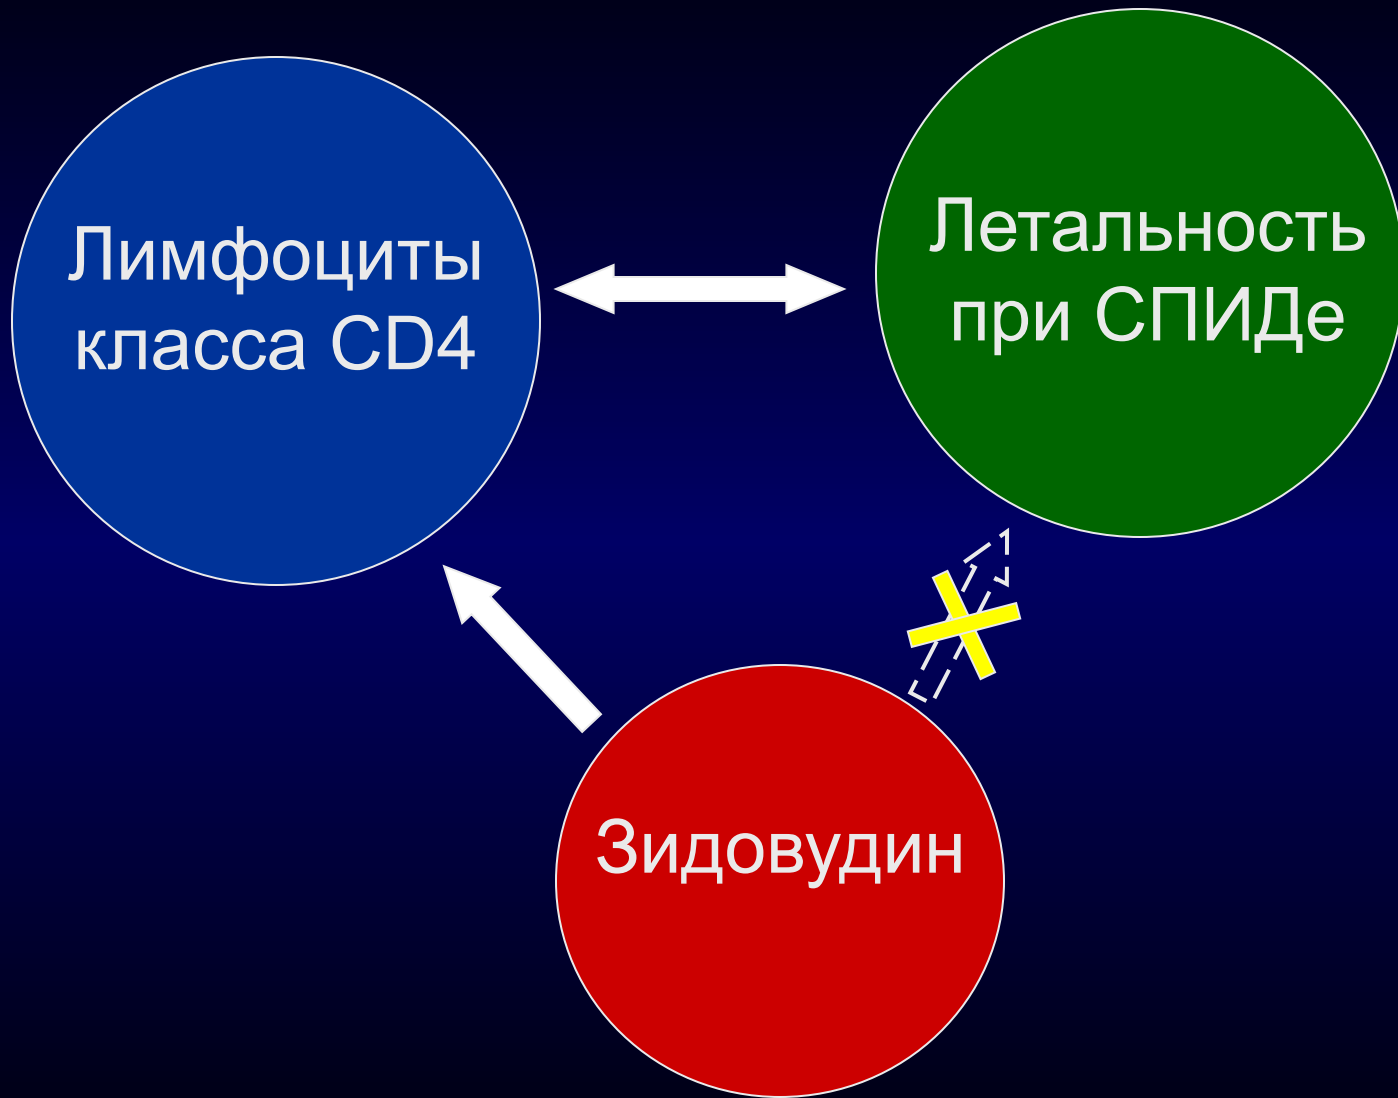 Лимфоциты
класса CD4
Летальность
при СПИДе
Зидовудин